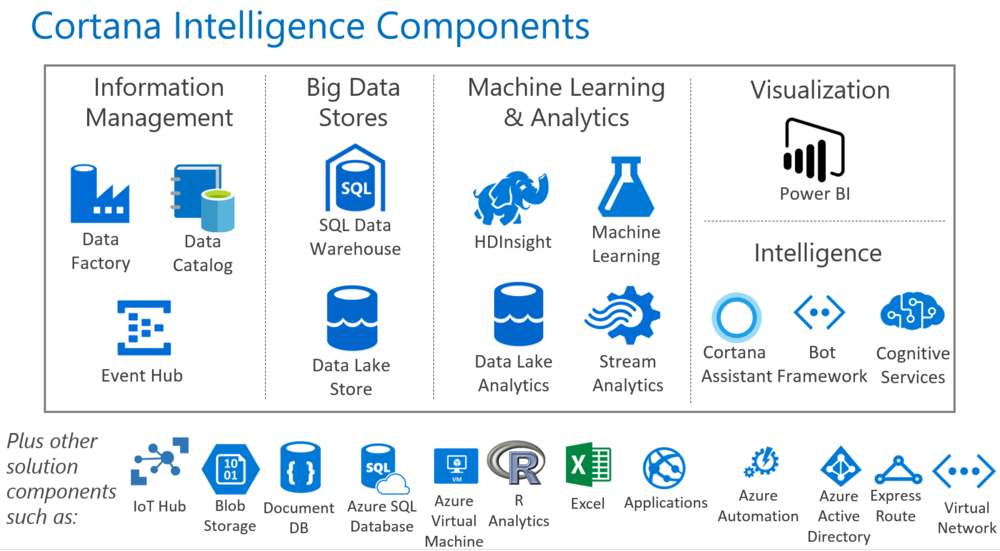 Cortana Intelligence Components
Information
Management
Data
Factory
Data
Catalog
Event Hub
Big Data
Stores
SQL
SQL Data
Warehouse
Data Lake
Store
Machine Learning
& Analytics
HDInsight
Machine
Learning
Data Lake
Analytics
Stream
Analytics
Visualization
Power BI
Intelligence
Cortana
Assistant
Bot
Framework
Cognitive
Services
Plus other
solution
components
such as:
IoT Hub
10
01
Blob
Storage
Document
DB
SQL
Azure SQL
Database
VM
Azure
Virtual
Machine
R
R
Analytics
X
Excel
Applications
Azure
Automation
Azure
Active
Directory
Express
Route
Virtual
Network